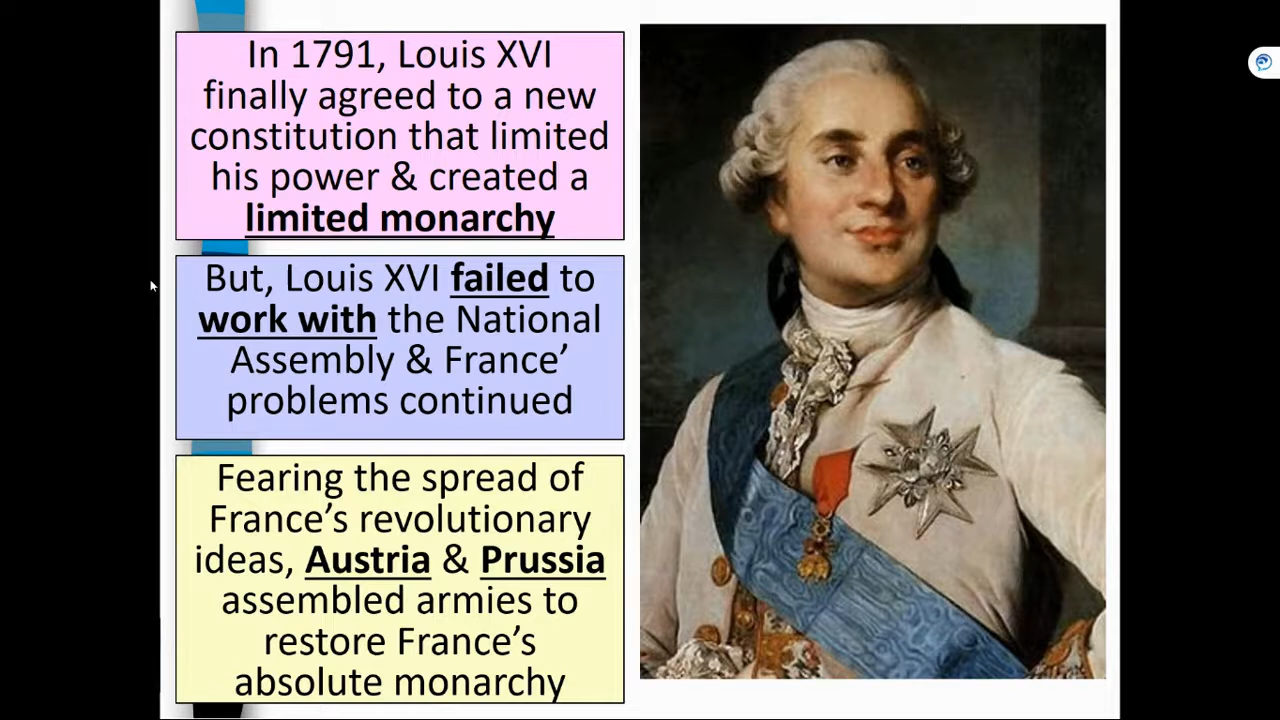 In 1791, Louis XVI
finally agreed to a new
constitution that limited
his power & created a
limited monarchy
But, Louis XVI failed to
work with the National
Assembly & France’
problems continued
Fearing the spread of
France’s revolutionary
ideas, Austria & Prussia
assembled armies to
restore France’s
absolute monarchy